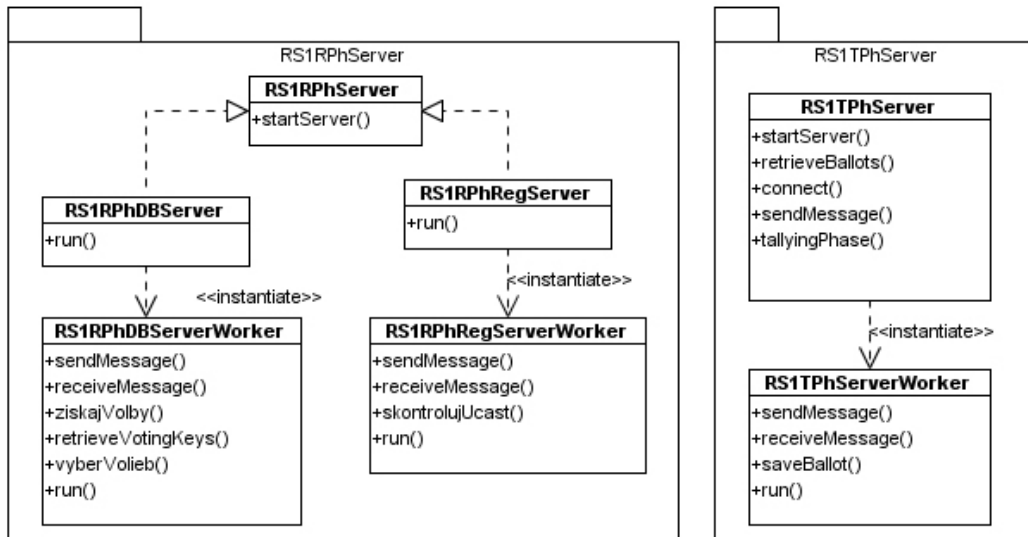 RS1RPhServer
RS1RPhServer
+startServer()
RS1RPhDBServer
+run()
RS1RPhRegServer
+run()
<<instantiate>>
<<instantiate>>
RS1RPhDBServerWorker
+sendMessage()
+receiveMessage()
+ziskajVolby()
+retrieveVotingKeys()
+vyberVolieb()
+run()
RS1RPhRegServerWorker
+sendMessage()
+receiveMessage()
+skontrolujUcast()
+run()
RS1TPhServer
RS1TPhServer
+startServer()
+retrieveBallots()
+connect()
+sendMessage()
+tallyingPhase()
<<instantiate>>
RS1TPhServerWorker
+sendMessage()
+receiveMessage()
+saveBallot()
+run()